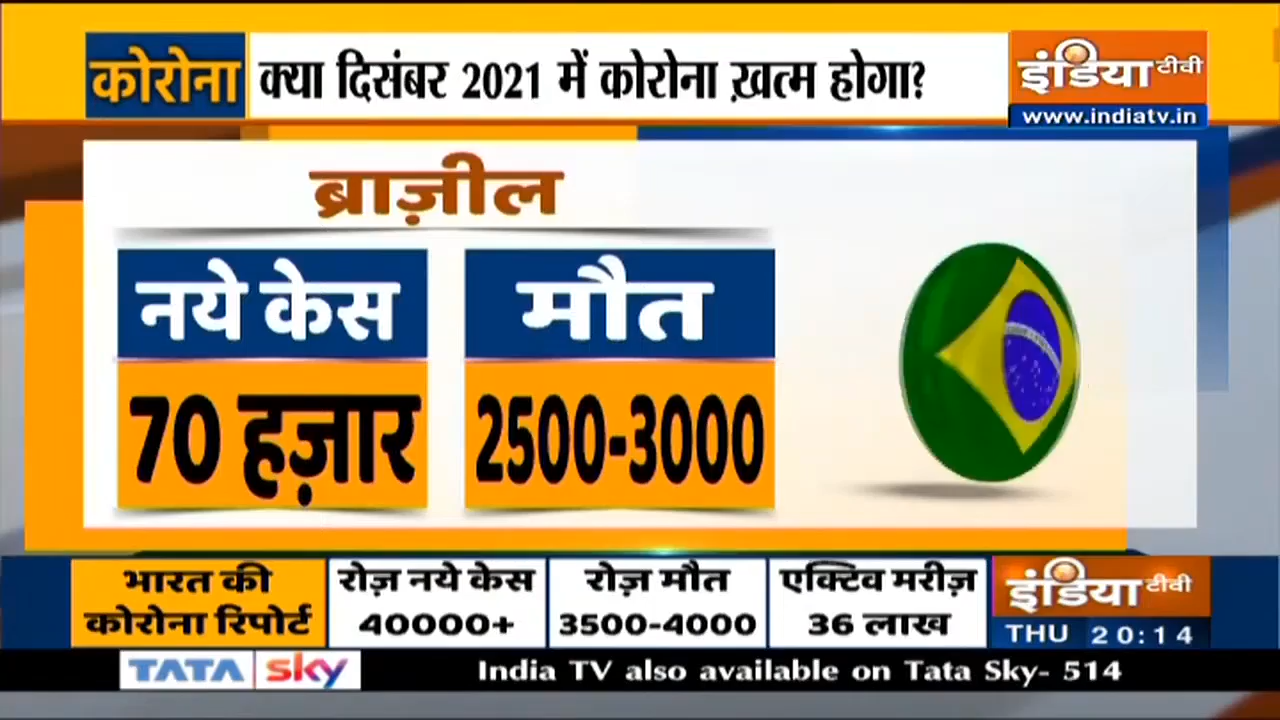 कोरोना
क्या दिसंबर 2021 में कोरोना ख़त्म होगा?
इंडिया टीवी
www.indiatv.in
ब्राज़ील
नये केस
मौत
70 हज़ार
2500-3000
भारत की
कोरोना रिपोर्ट
रोज़ नये केस
40000+
रोज़ मौत
3500-4000
एक्टिव मरीज़
36 लाख
इंडिया टीवी
THU 20:14
TATA sky
India TV also available on Tata Sky- 514